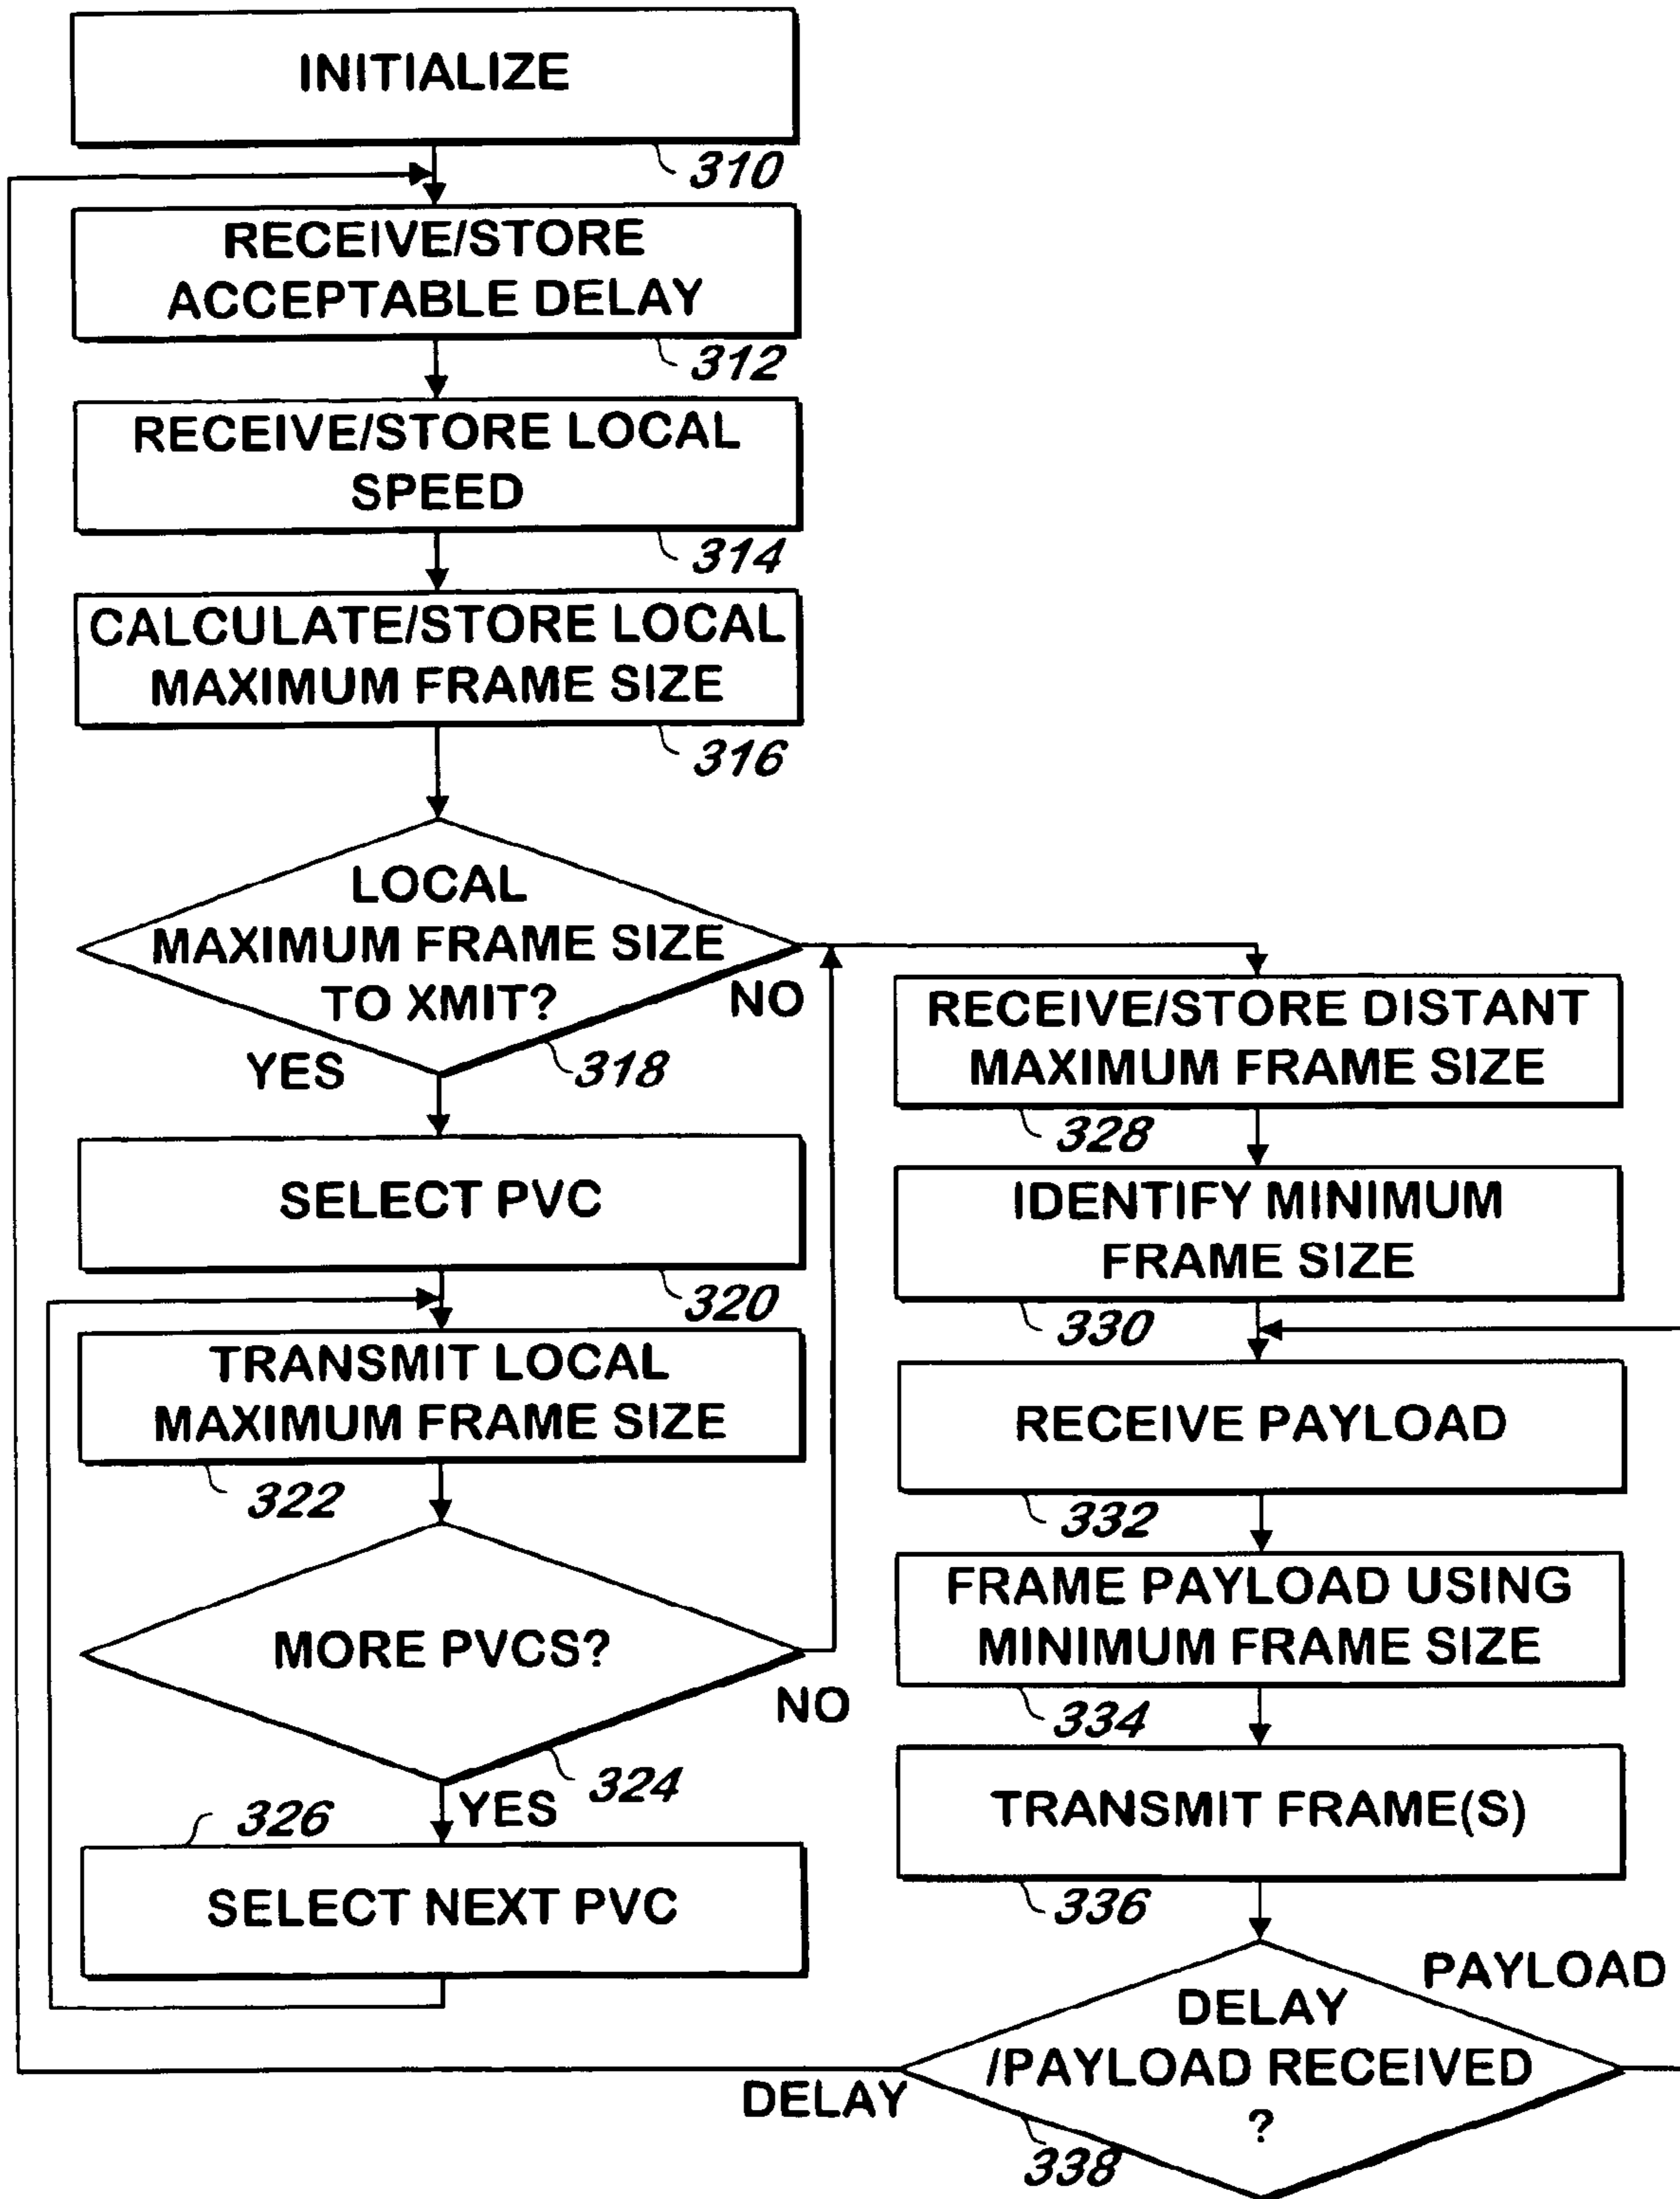 INITIALIZE
310
RECEIVE/STORE
ACCEPTABLE DELAY
312
RECEIVE/STORE LOCAL
SPEED
314
CALCULATE/STORE LOCAL
MAXIMUM FRAME SIZE
316
LOCAL
MAXIMUM FRAME SIZE
TO XMIT?
NO
YES
318
SELECT PVC
320
TRANSMIT LOCAL
MAXIMUM FRAME SIZE
322
MORE PVCS?
NO
324
YES
326
SELECT NEXT PVC
RECEIVE/STORE DISTANT
MAXIMUM FRAME SIZE
328
IDENTIFY MINIMUM
FRAME SIZE
330
RECEIVE PAYLOAD
332
FRAME PAYLOAD USING
MINIMUM FRAME SIZE
334
TRANSMIT FRAME(S)
336
PAYLOAD
DELAY
/PAYLOAD RECEIVED
?
DELAY
338